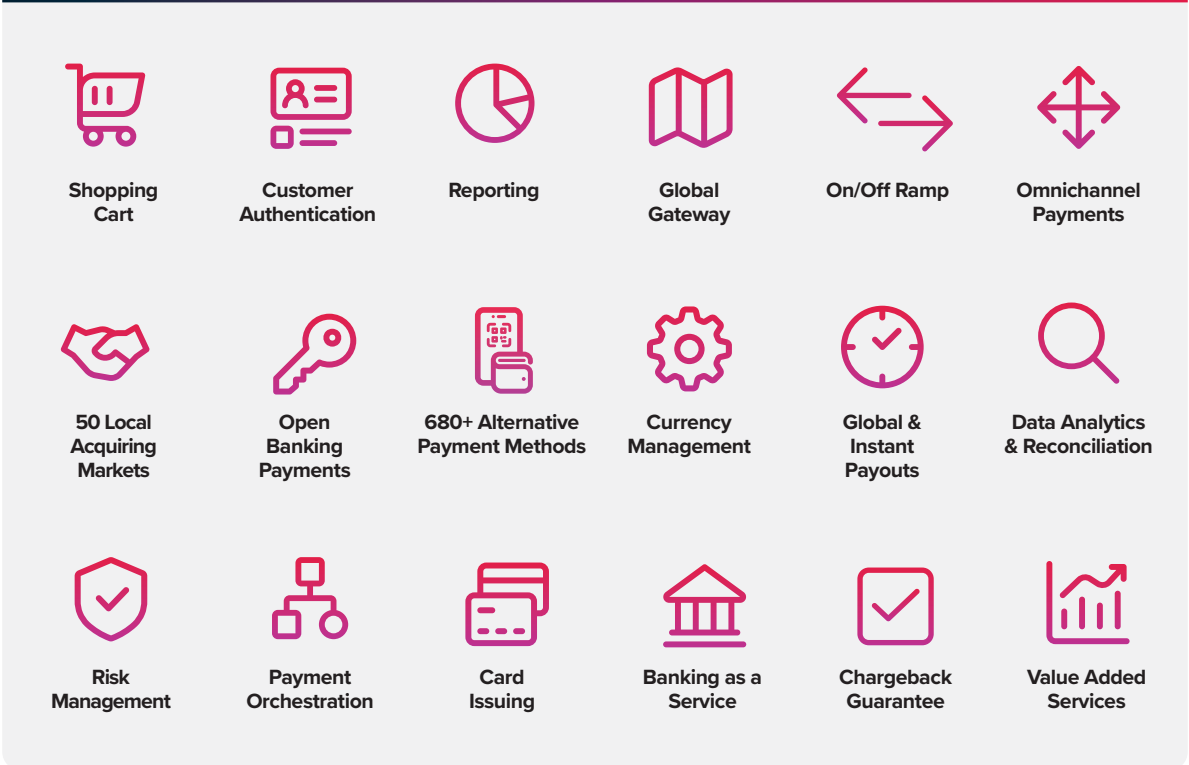 Shopping
Cart
Customer
Authentication
Reporting
Global
Gateway
On/Off Ramp
Omnichannel
Payments
50 Local
Acquiring
Markets
Open
Banking
Payments
680+ Alternative
Payment Methods
Currency
Management
Global &
Instant
Payouts
Data Analytics
& Reconciliation
Risk
Management
Payment
Orchestration
Card
Issuing
Banking as a
Service
Chargeback
Guarantee
Value Added
Services